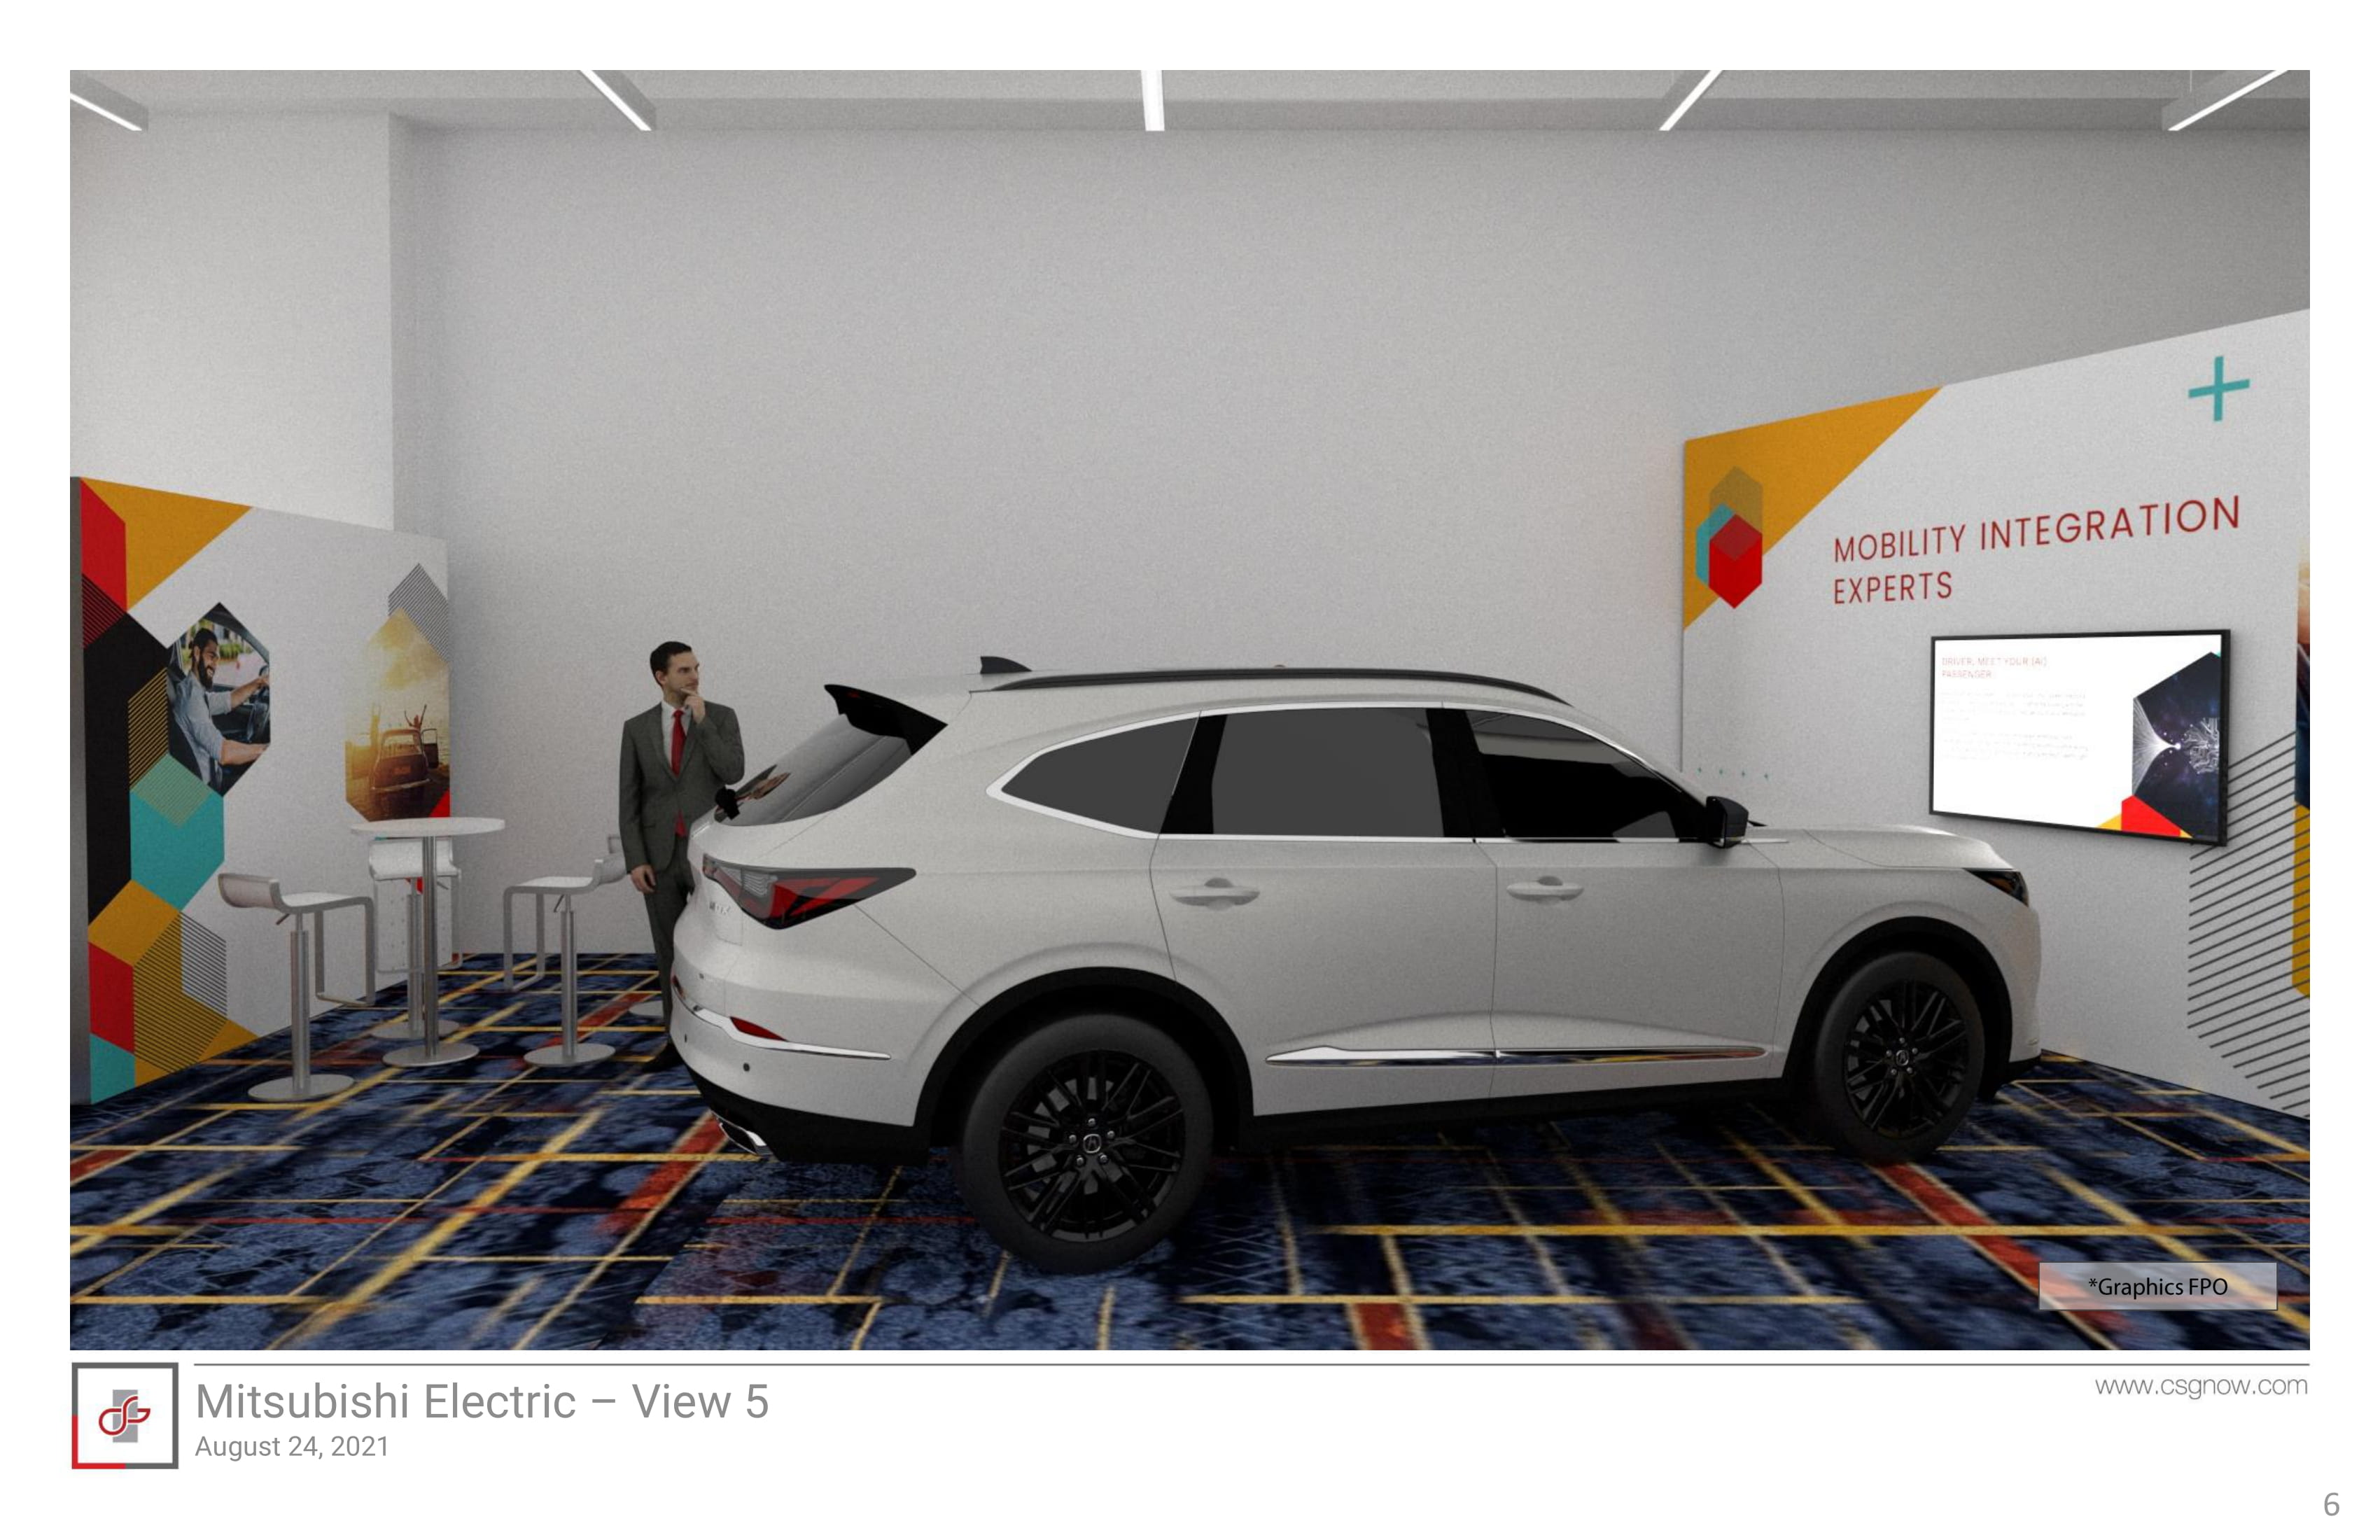 MOBILITY INTEGRATION
EXPERTS
DRIVER, MEET YOUR (AI)
PASSENGER
*Graphics FPO
www.csgnow.com
Mitsubishi Electric – View 5
August 24, 2021
6